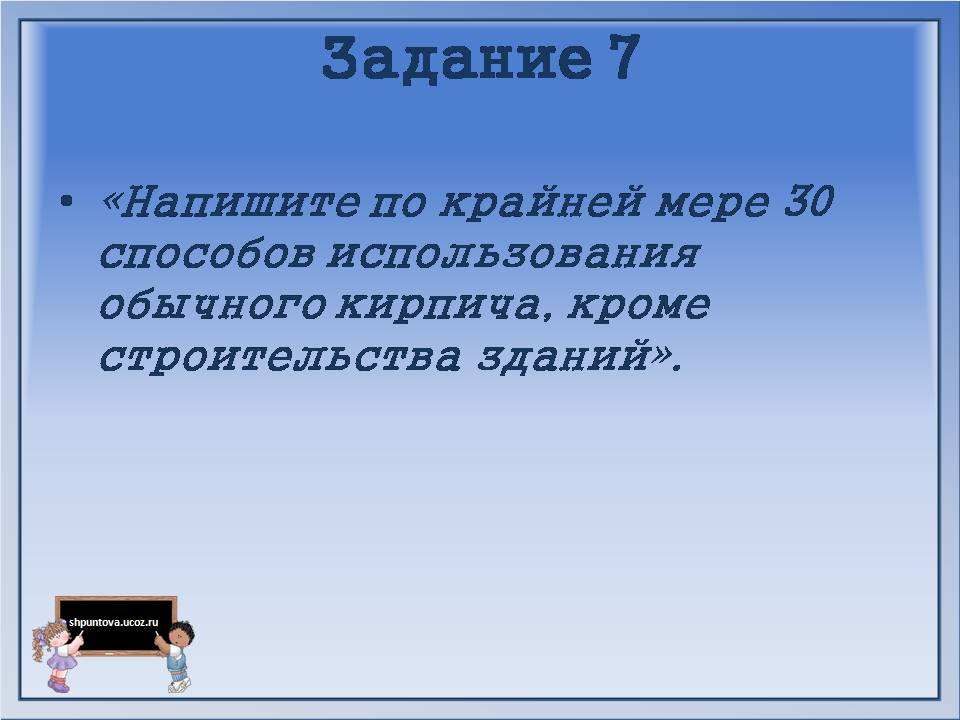 Задание 7
• «Напишите по крайней мере 30
способов использования
обычного кирпича, кроме
строительства зданий».
shpuntova.ucoz.ru